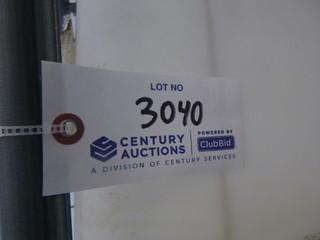 LOT NO
3040
CENTURY AUCTIONS
POWERED BY
ClubBid
A DIVISION OF CENTURY SERVICES